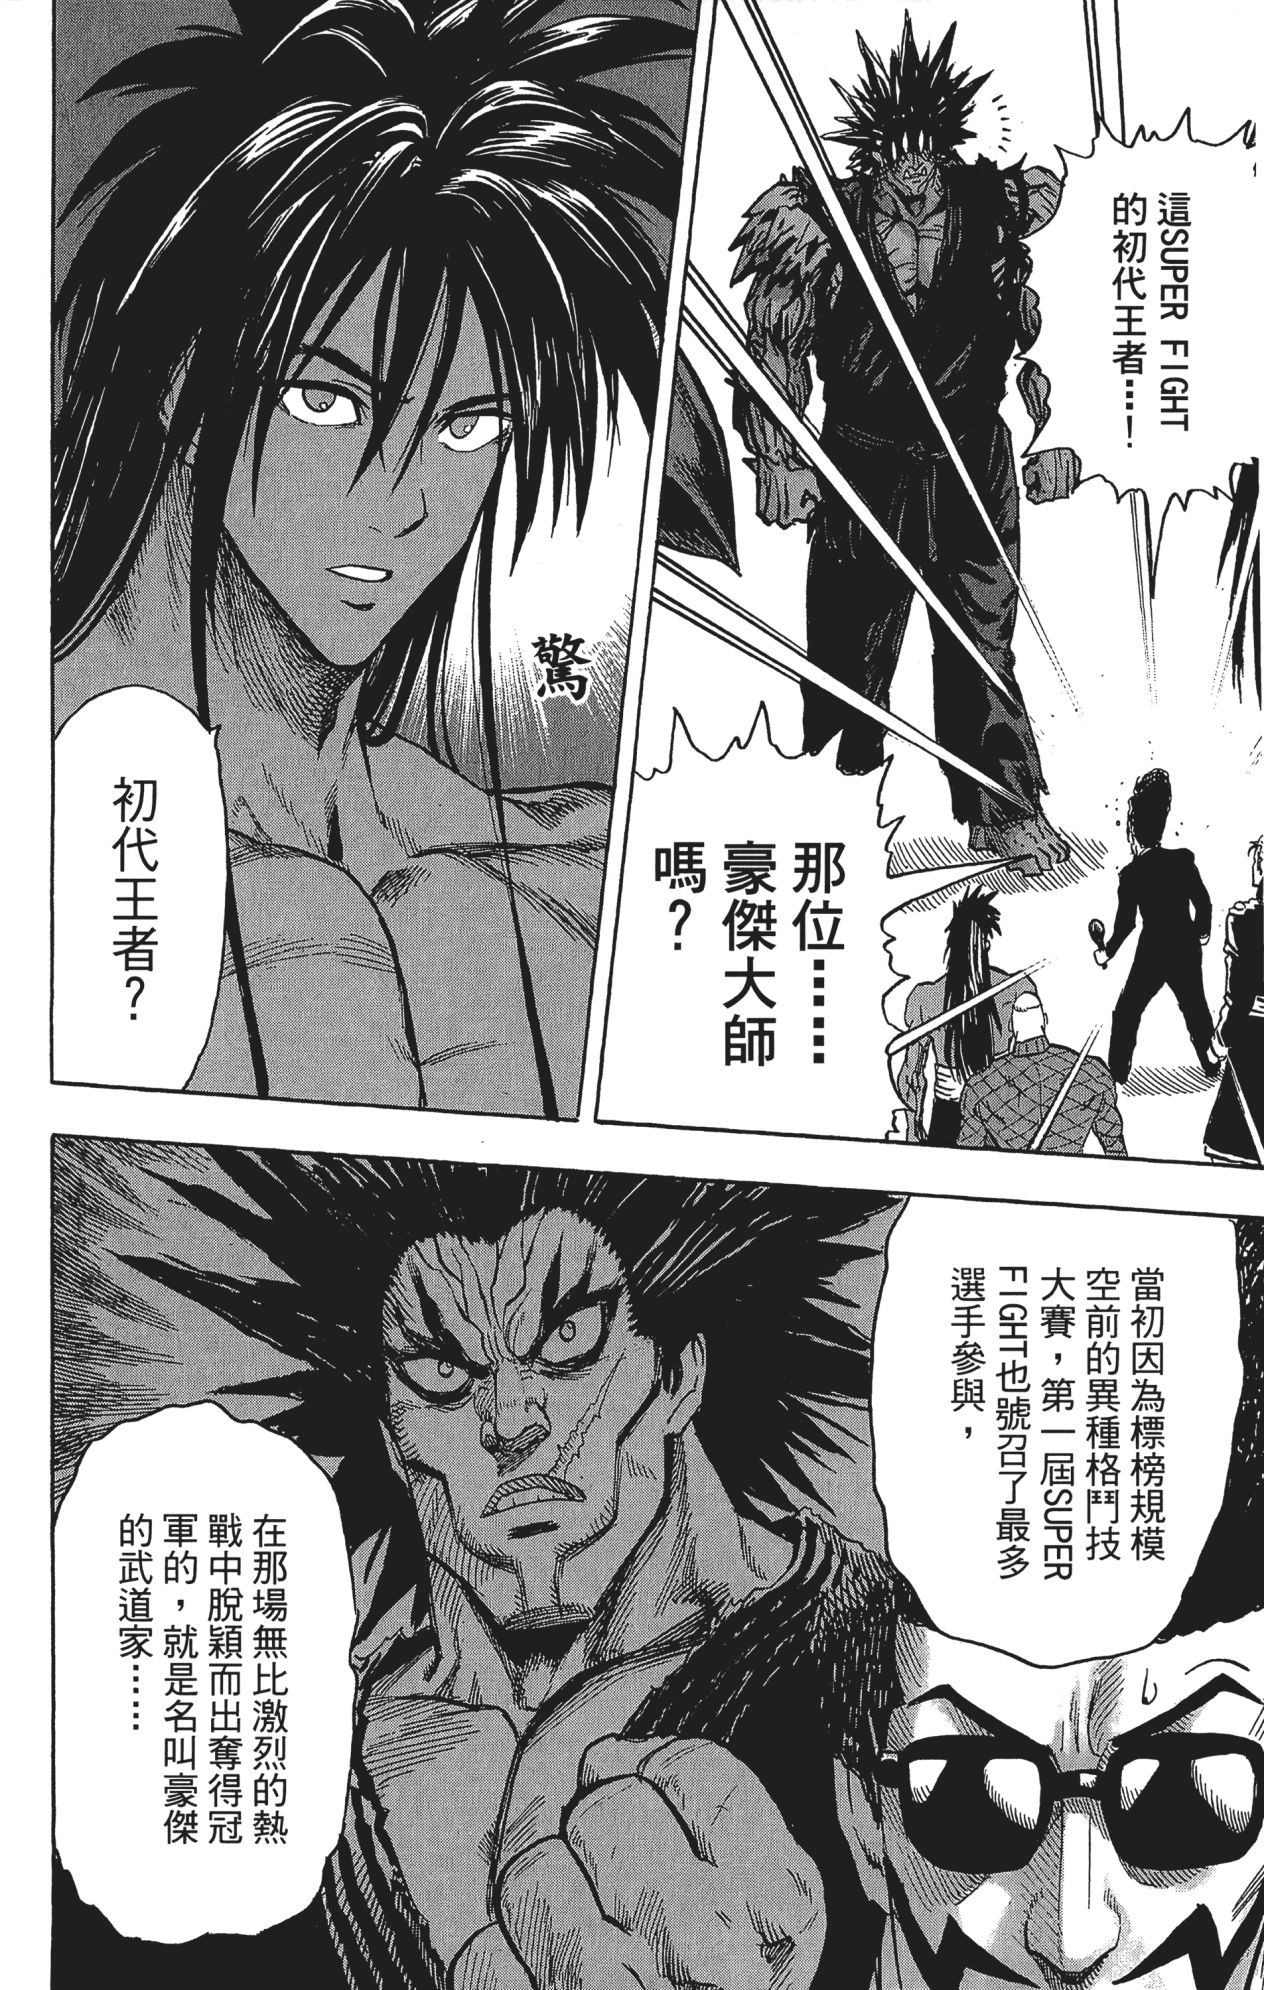 這SUPER FIGHT
的初代王者……!
那位……
豪傑大師
嗎？
驚
初代王者？
當初因為標榜規模
空前的異種格鬥技
大賽，第一屆SUPER
FIGHT也號召了最多
選手參與，
在那場無比激烈的熱
戰中脫穎而出奪得冠
軍的，就是名叫豪傑
的武道家……